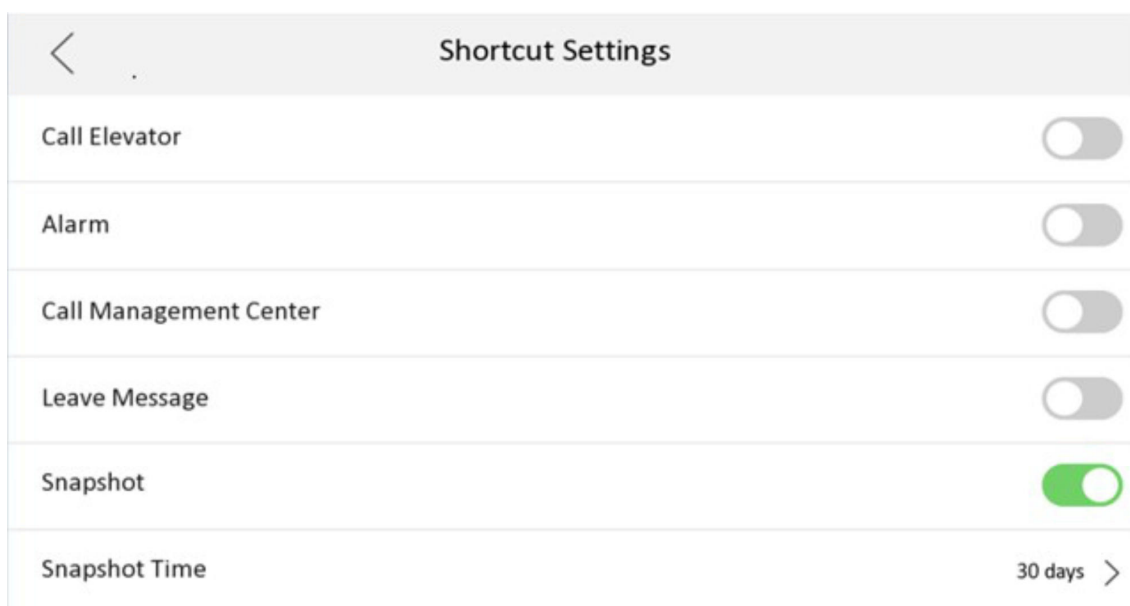 Shortcut Settings
Call Elevator
Alarm
Call Management Center
Leave Message
Snapshot
Snapshot Time 30 days